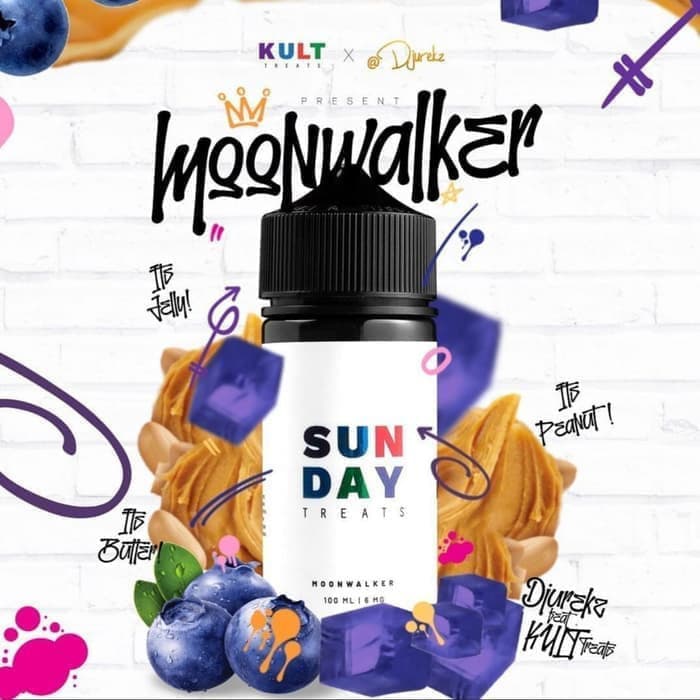 KULT X @Djurekz
TREATS
PRESENT
moonwalker
Its
Jelly!
Its
Peanut!
SUN
DAY
TREATS
Its
Butter!
MOONWALKER
100 ML | 6 MG
Djurekz
treat
KULT Treats